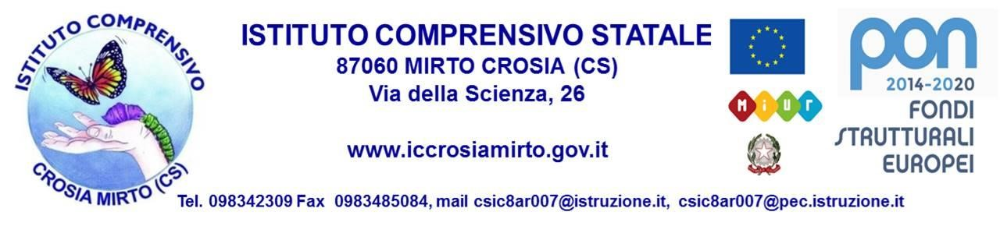 ISTITUTO COMPRENSIVO
CROSIA MIRTO (CS)
ISTITUTO COMPRENSIVO STATALE
87060 MIRTO CROSIA (CS)
Via della Scienza, 26
www.iccrosiamirto.gov.it
Tel. 098342309 Fax 0983485084, mail csic8ar007@istruzione.it, csic8ar007@pec.istruzione.it
MiUR
pon
2014-2020
FONDI
STRUTTURALI
EUROPEI